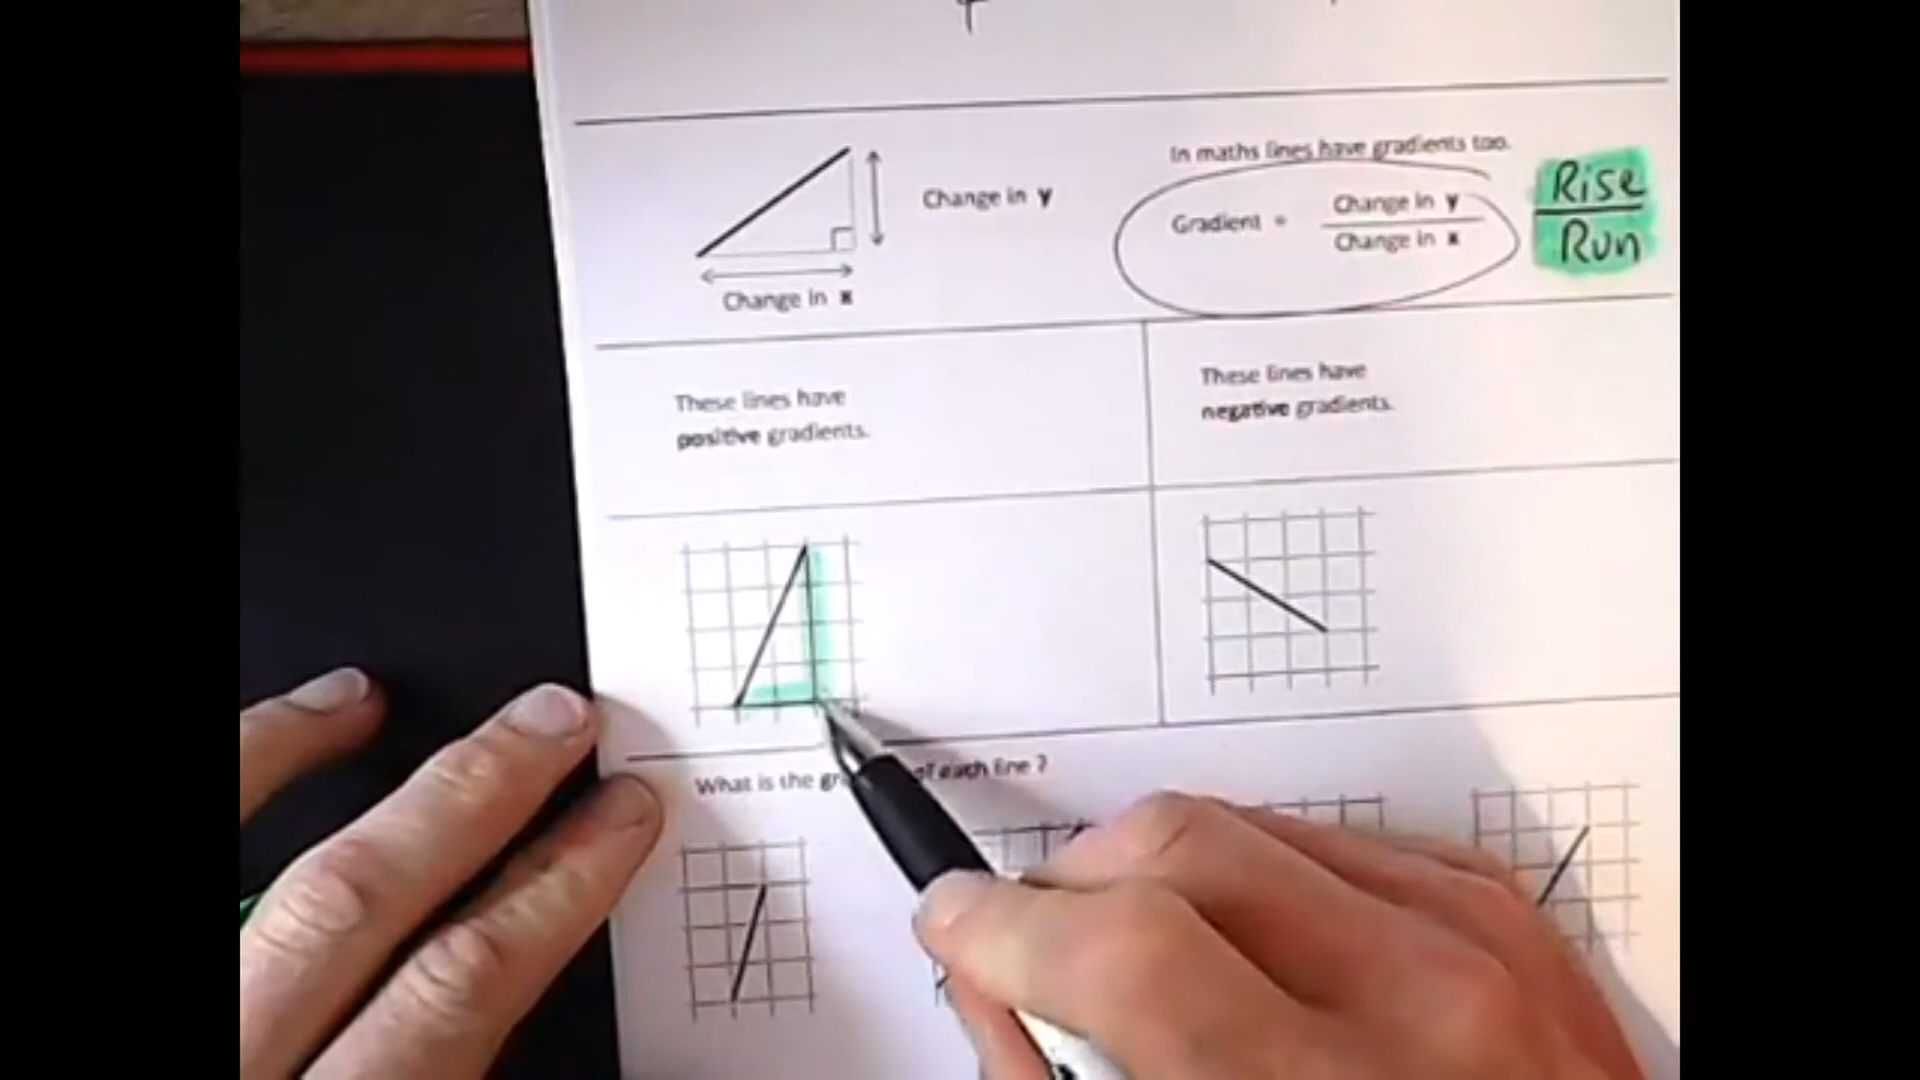 In maths lines have gradients too.
Change in y
Gradient = Change in y
Change in x
Rise
Run
Change in x
These lines have
positive gradients.
These lines have
negative gradients.
What is the of each line ?